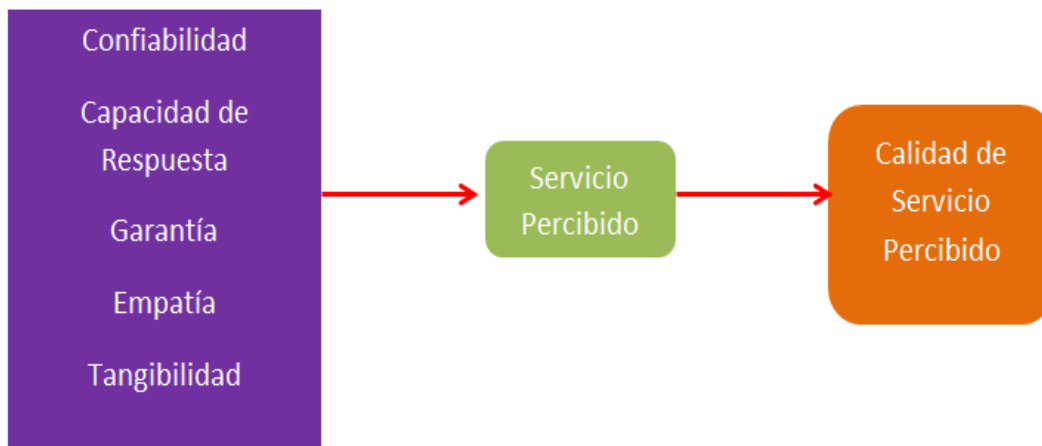 Confiabilidad
Capacidad de
Respuesta
Garantía
Empatía
Tangibilidad
Servicio
Percibido
Calidad de
Servicio
Percibido